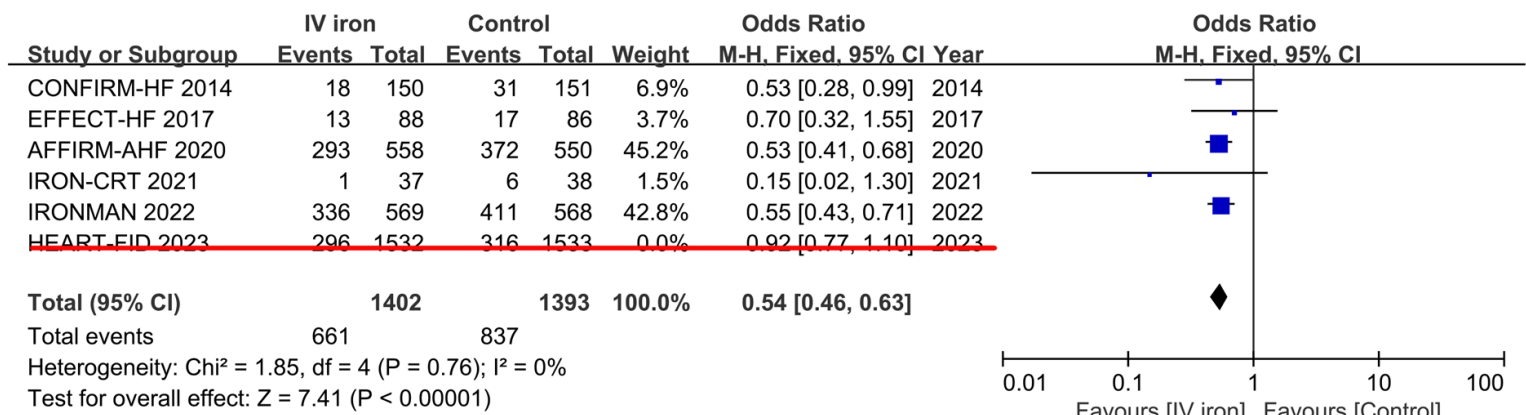 IV iron Control Odds Ratio Odds Ratio
Study or Subgroup Events Total Events Total Weight M-H, Fixed, 95% CI Year M-H, Fixed, 95% CI
CONFIRM-HF 2014 18 150 31 151 6.9% 0.53 [0.28, 0.99] 2014
EFFECT-HF 2017 13 88 17 86 3.7% 0.70 [0.32, 1.55] 2017
AFFIRM-AHF 2020 293 558 372 550 45.2% 0.53 [0.41, 0.68] 2020
IRON-CRT 2021 1 37 6 38 1.5% 0.15 [0.02, 1.30] 2021
IRONMAN 2022 336 569 411 568 42.8% 0.55 [0.43, 0.71] 2022
HEART-FID 2023 296 1532 316 1533 0.0% 0.92 [0.77, 1.10] 2023
Total (95% CI) 1402 1393 100.0% 0.54 [0.46, 0.63]
Total events 661 837
Heterogeneity: Chi² = 1.85, df = 4 (P = 0.76); I² = 0%
Test for overall effect: Z = 7.41 (P < 0.00001)
0.01 0.1 1 10 100
Favours [IV iron] Favours [Control]